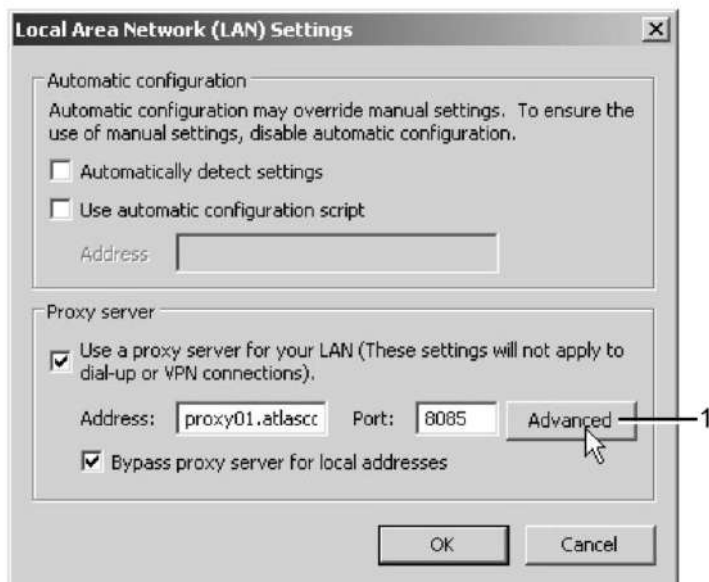 Local Area Network (LAN) Settings
Automatic configuration
Automatic configuration may override manual settings. To ensure the
use of manual settings, disable automatic configuration.
Automatically detect settings
Use automatic configuration script
Address
Proxy server
Use a proxy server for your LAN (These settings will not apply to
dial-up or VPN connections).
Address: proxy01.atlascc Port: 8085 Advanced 1
Bypass proxy server for local addresses
OK Cancel